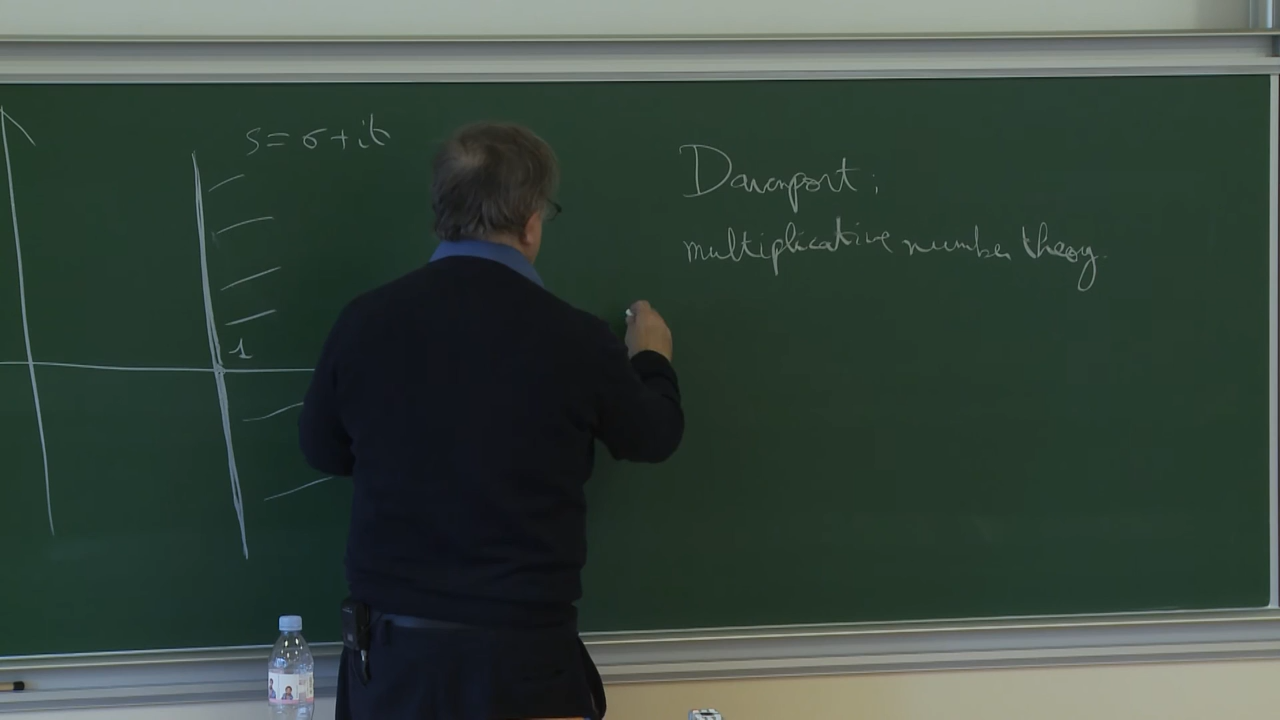 s = σ + it
1
Davenport:
multiplicative number theory.